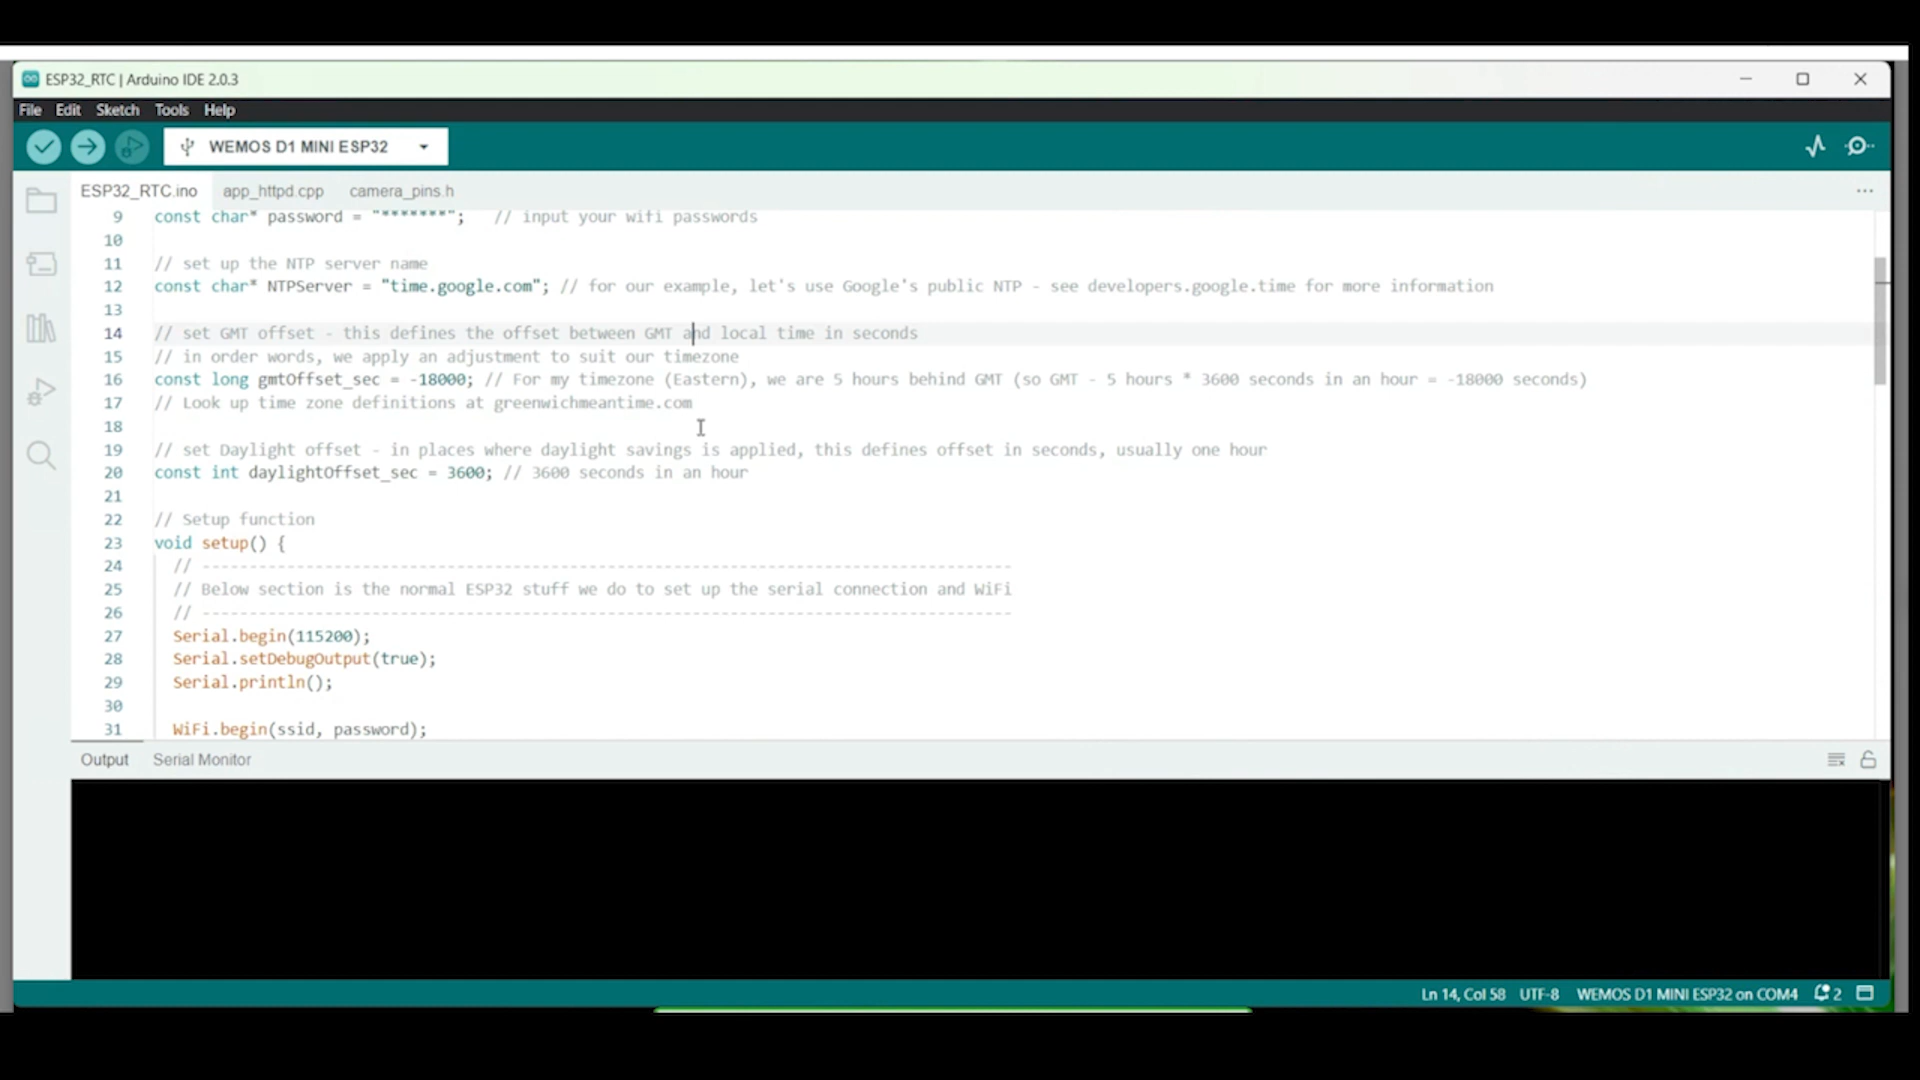 ESP32_RTC | Arduino IDE 2.0.3
File Edit Sketch Tools Help
WEMOS D1 MINI ESP32
ESP32_RTC.ino app_httpd.cpp camera_pins.h
9 const char* password = "*******"; // input your wifi passwords
10
11 // set up the NTP server name
12 const char* NTPServer = "time.google.com"; // for our example, let's use Google's public NTP - see developers.google.time for more information
13
14 // set GMT offset - this defines the offset between GMT and local time in seconds
15 // in order words, we apply an adjustment to suit our timezone
16 const long gmtOffset_sec = -18000; // For my timezone (Eastern), we are 5 hours behind GMT (so GMT - 5 hours * 3600 seconds in an hour = -18000 seconds)
17 // Look up time zone definitions at greenwichmeantime.com
18
19 // set Daylight offset - in places where daylight savings is applied, this defines offset in seconds, usually one hour
20 const int daylightOffset_sec = 3600; // 3600 seconds in an hour
21
22 // Setup function
23 void setup() {
24 // --------------------------------------------------------------------------------------
25 // Below section is the normal ESP32 stuff we do to set up the serial connection and WiFi
26 // --------------------------------------------------------------------------------------
27 Serial.begin(115200);
28 Serial.setDebugOutput(true);
29 Serial.println();
30
31 WiFi.begin(ssid, password);
Output Serial Monitor
Ln 14, Col 58 UTF-8 WEMOS D1 MINI ESP32 on COM4 2